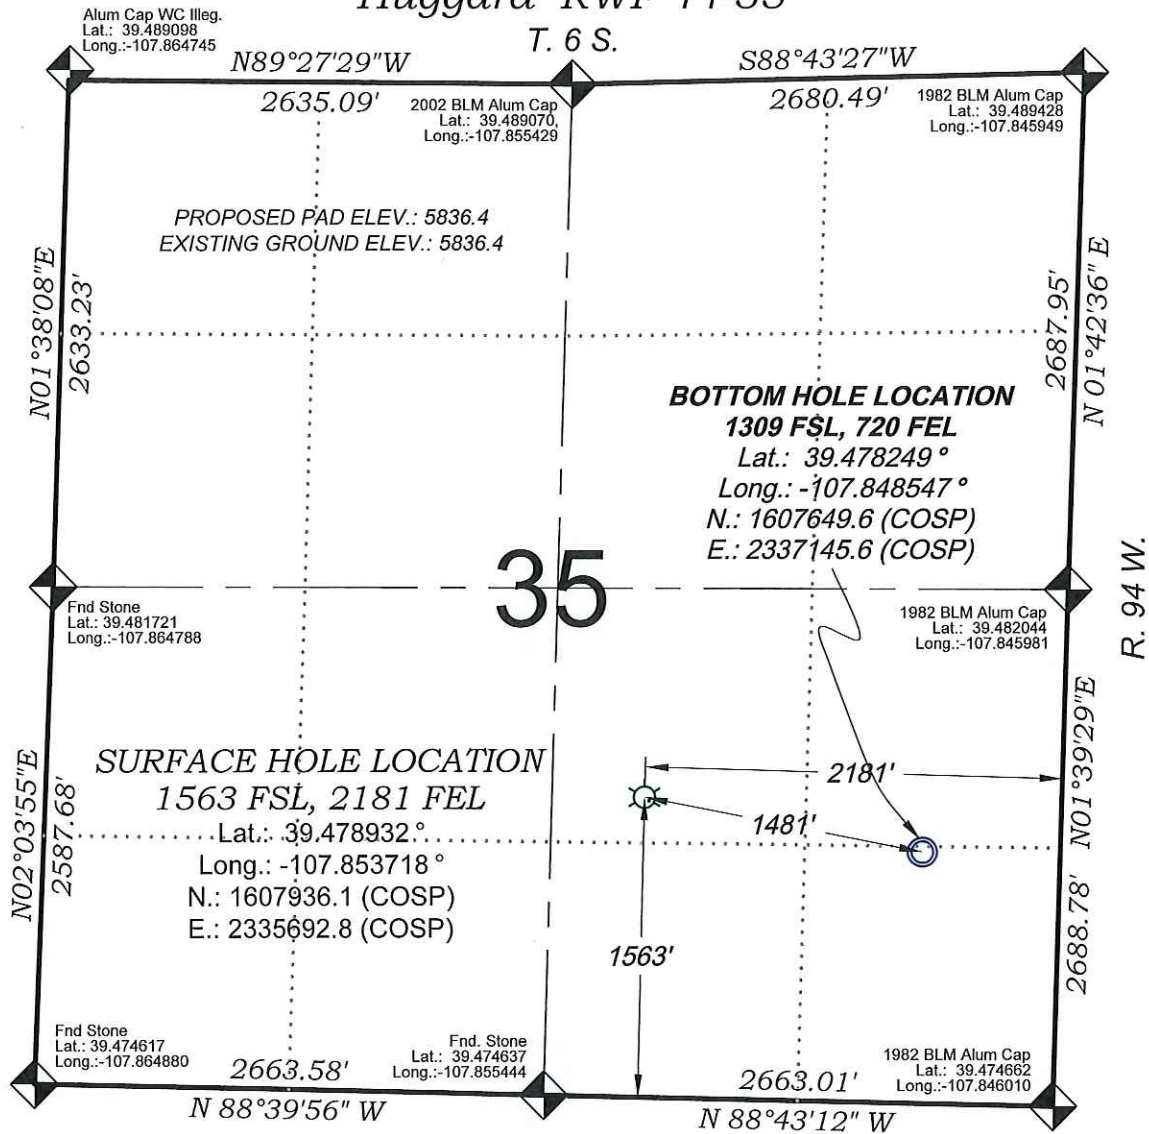 Alum Cap WC Illeg.
Lat.: 39.489098
Long.:-107.864745
T. 6 S.
N89°27'29"W
2635.09'
S88°43'27"W
2680.49'
2002 BLM Alum Cap
Lat.: 39.489070,
Long.:-107.855429
1982 BLM Alum Cap
Lat.: 39.489428
Long.:-107.845949
PROPOSED PAD ELEV.: 5836.4
EXISTING GROUND ELEV.: 5836.4
N01°38'08"E
2633.23'
2687.95'
N 01°42'36" E
BOTTOM HOLE LOCATION
1309 FSL, 720 FEL
Lat.: 39.478249°
Long.: -107.848547°
N.: 1607649.6 (COSP)
E.: 2337145.6 (COSP)
35
R. 94 W.
Fnd Stone
Lat.: 39.481721
Long.:-107.864788
1982 BLM Alum Cap
Lat.: 39.482044
Long.:-107.845981
N02°03'55"E
2587.68'
SURFACE HOLE LOCATION
1563 FSL, 2181 FEL
Lat.: 39.478932°
Long.: -107.853718°
N.: 1607936.1 (COSP)
E.: 2335692.8 (COSP)
2181'
1481'
1563'
N01°39'29"E
2688.78'
Fnd Stone
Lat.: 39.474617
Long.:-107.864880
Fnd. Stone
Lat.: 39.474637
Long.:-107.855444
1982 BLM Alum Cap
Lat.: 39.474662
Long.:-107.846010
2663.58'
N 88°39'56" W
2663.01'
N 88°43'12" W